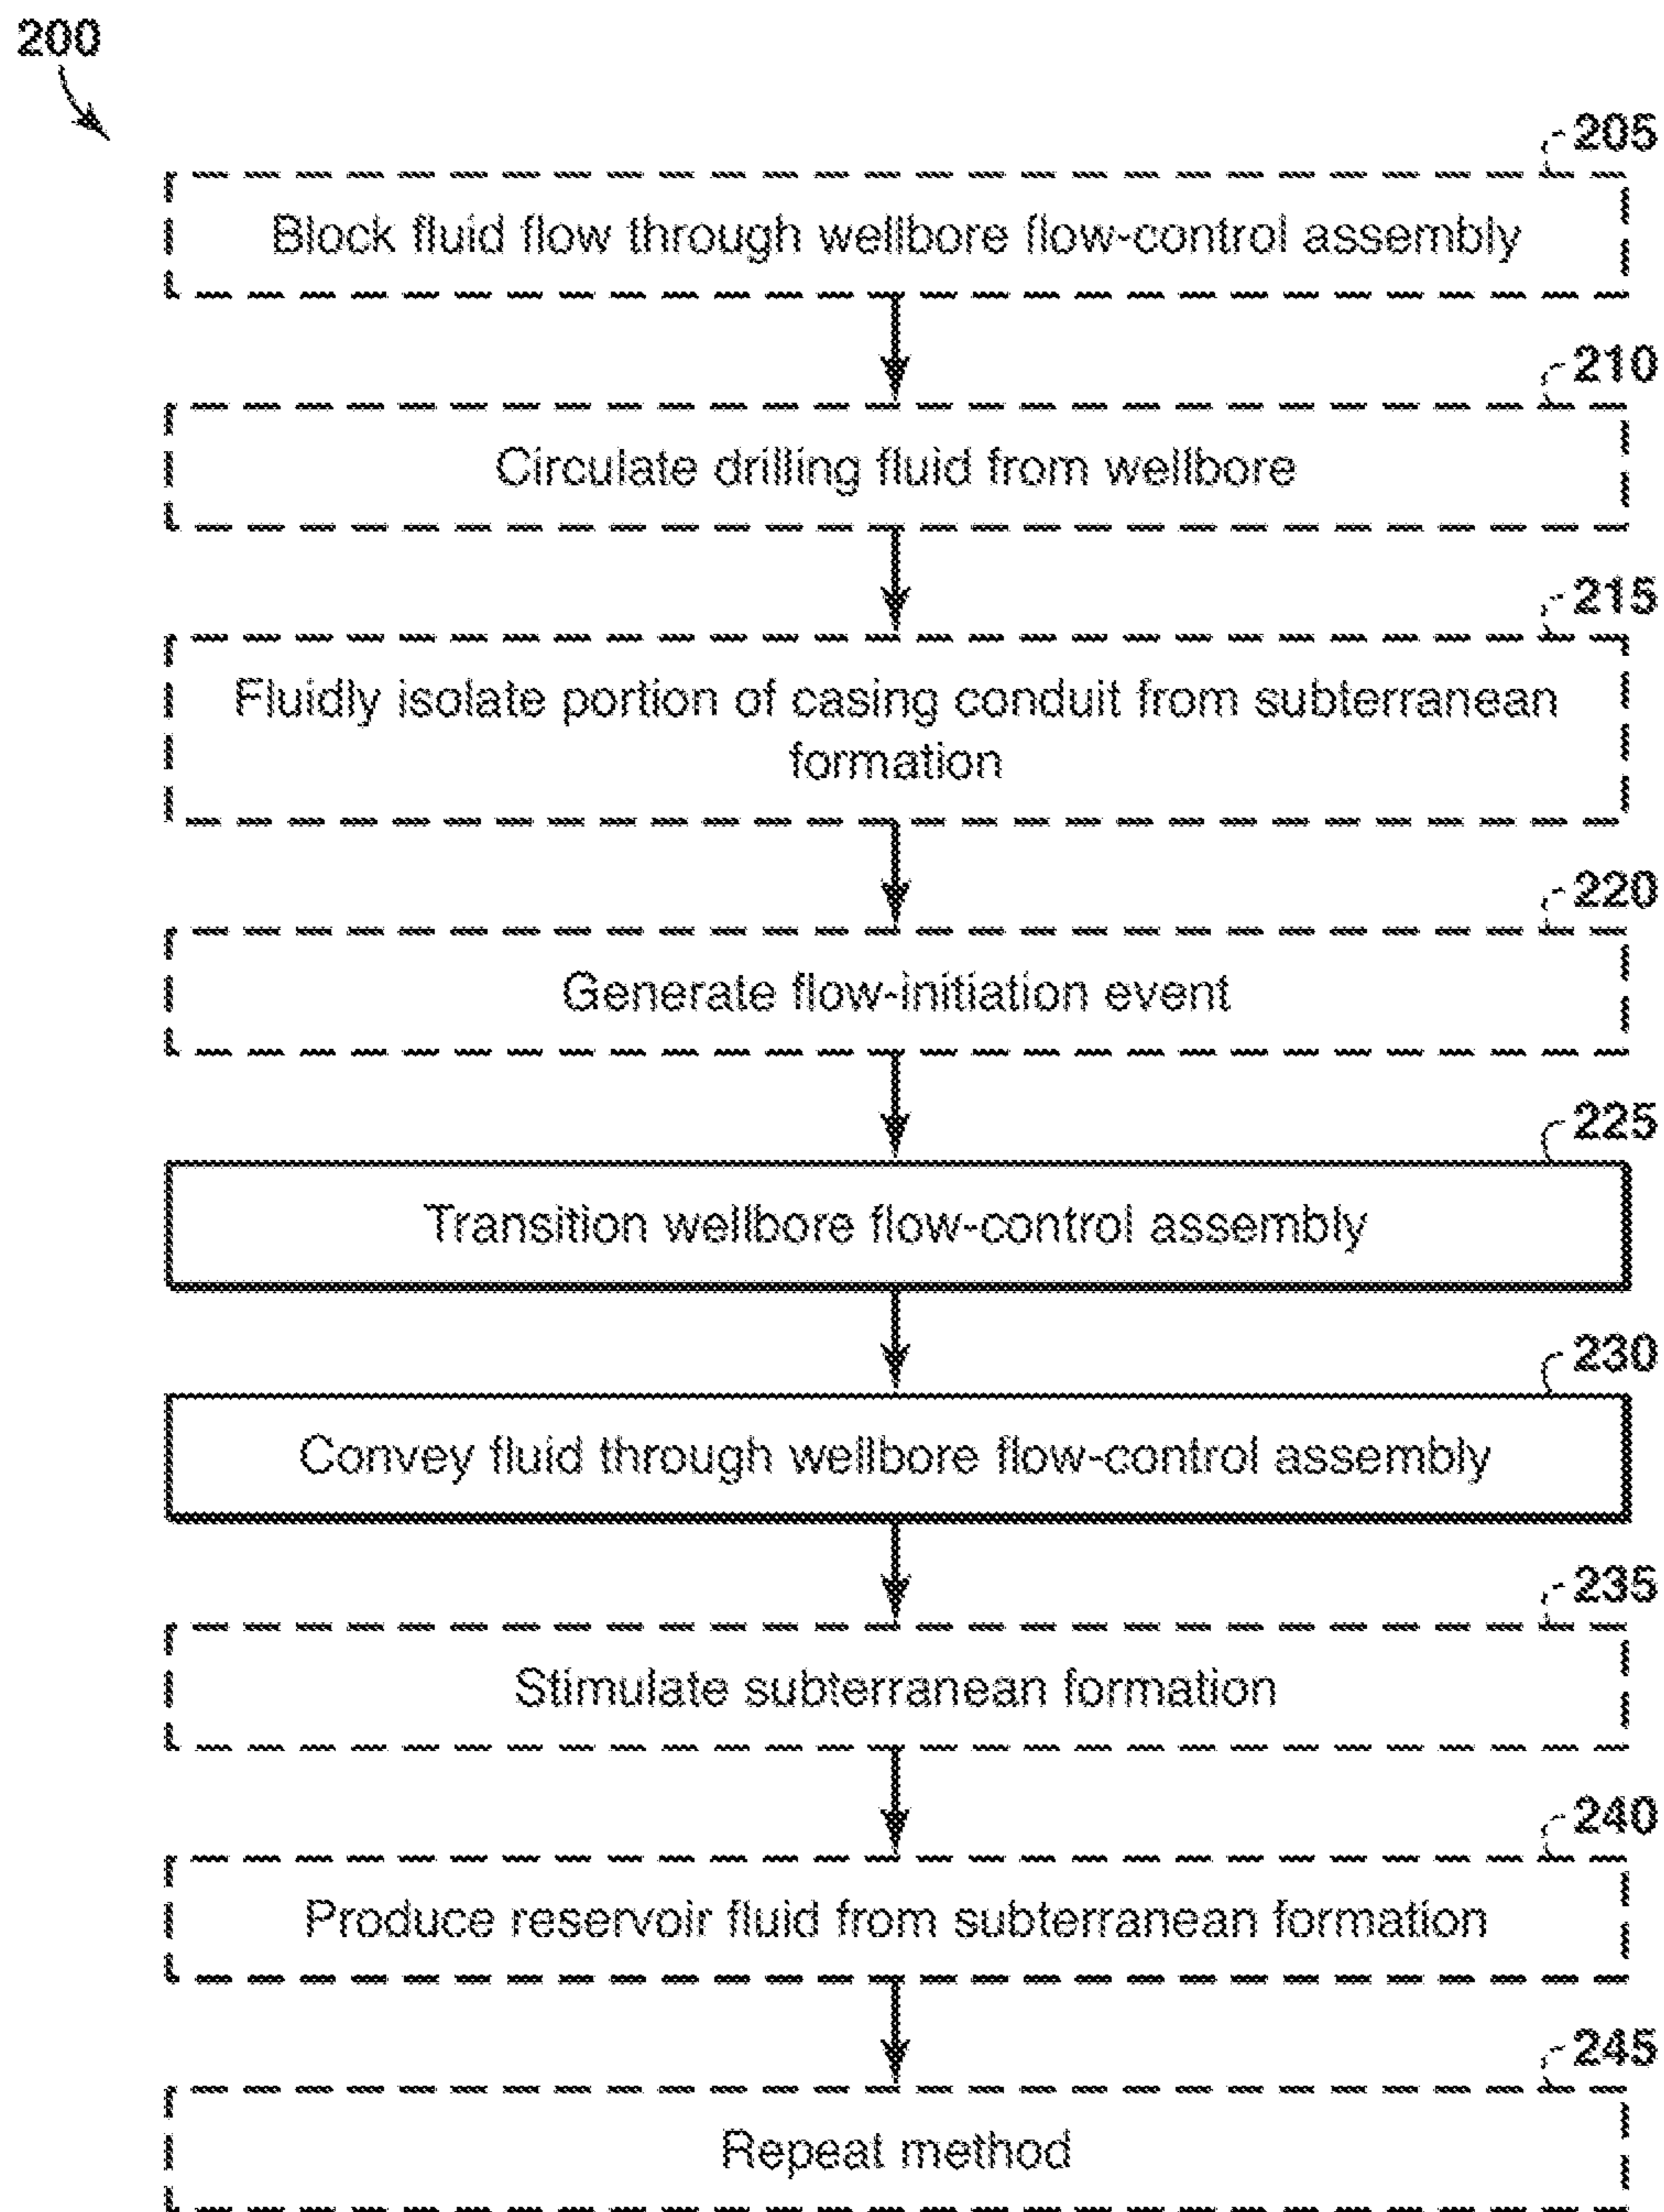 200
205
Block fluid flow through wellbore flow-control assembly
210
Circulate drilling fluid from wellbore
215
Fluidly isolate portion of casing conduit from subterranean
formation
220
Generate flow-initiation event
225
Transition wellbore flow-control assembly
230
Convey fluid through wellbore flow-control assembly
235
Stimulate subterranean formation
240
Produce reservoir fluid from subterranean formation
245
Repeat method